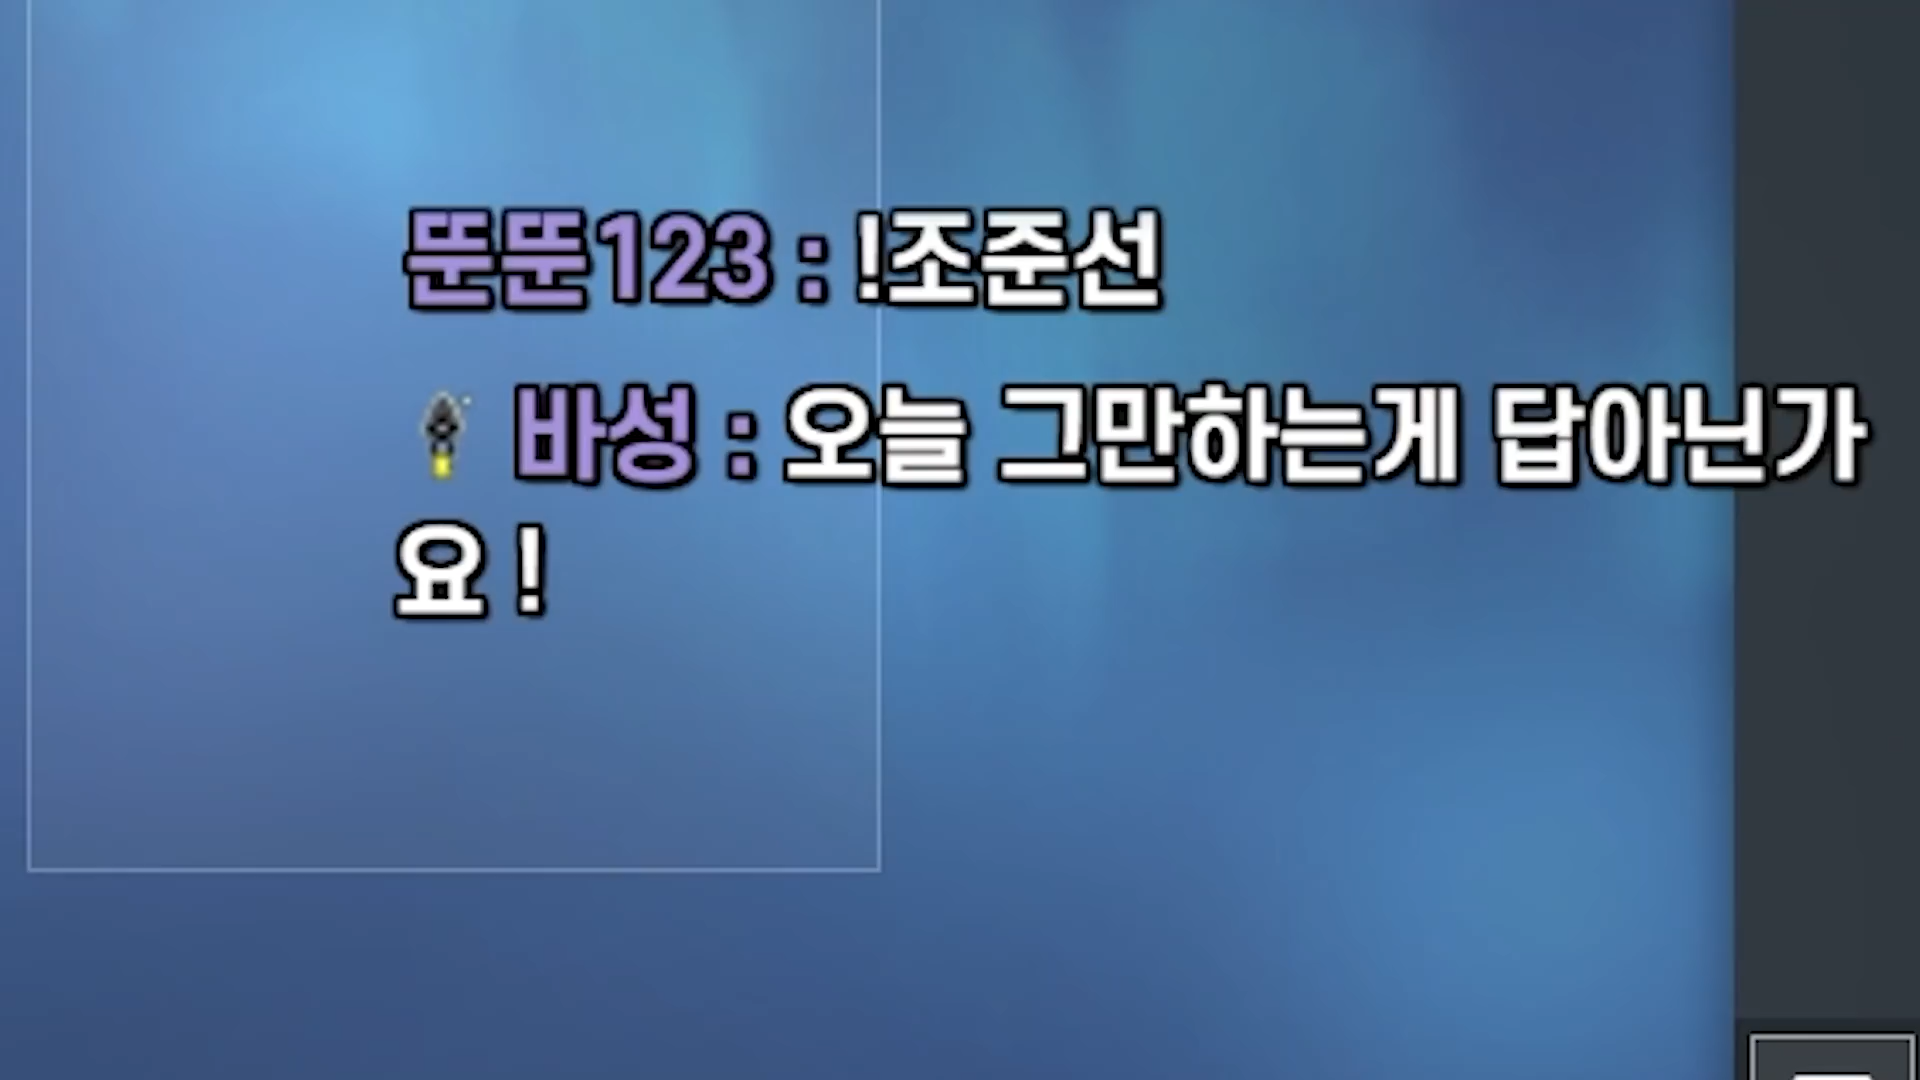 뚠뚠123 : !조준선
바성 : 오늘 그만하는게 답아닌가
요 !